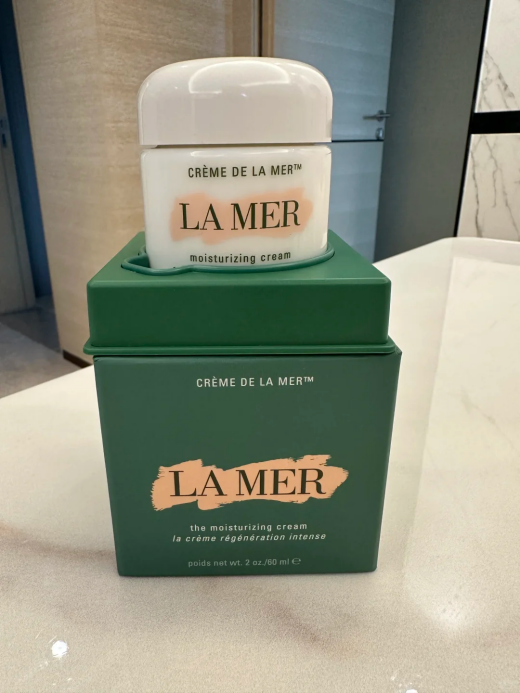 CRÈME DE LA MER™
LA MER
moisturizing cream
CRÈME DE LA MER™
LA MER
the moisturizing cream
la crème régénération intense
poids net wt. 2 oz./60 ml ℮